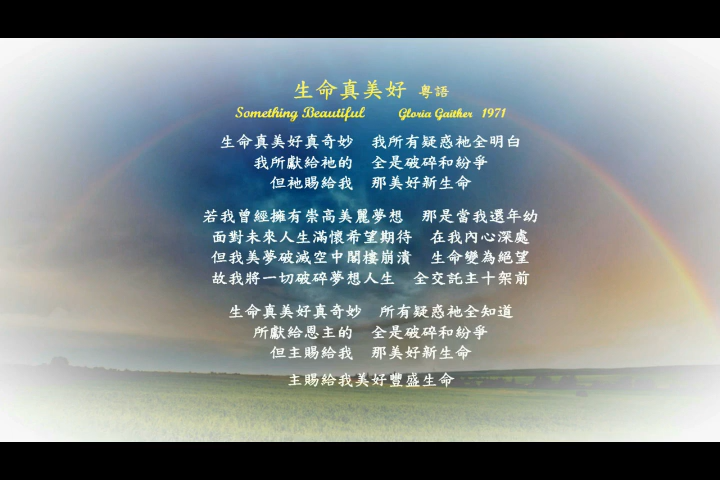 生命真美好 粵語
Something Beautiful Gloria Gaither 1971
生命真美好真奇妙 我所有疑惑祂全明白
我所獻給祂的 全是破碎和紛爭
但祂賜給我 那美好新生命
若我曾經擁有崇高美麗夢想 那是當我還年幼
面對未來人生滿懷希望期待 在我內心深處
但我美夢破滅空中閣樓崩潰 生命變為絕望
故我將一切破碎夢想人生 全交託主十架前
生命真美好真奇妙 所有疑惑祂全知道
所獻給恩主的 全是破碎和紛爭
但主賜給我 那美好新生命
主賜給我美好豐盛生命